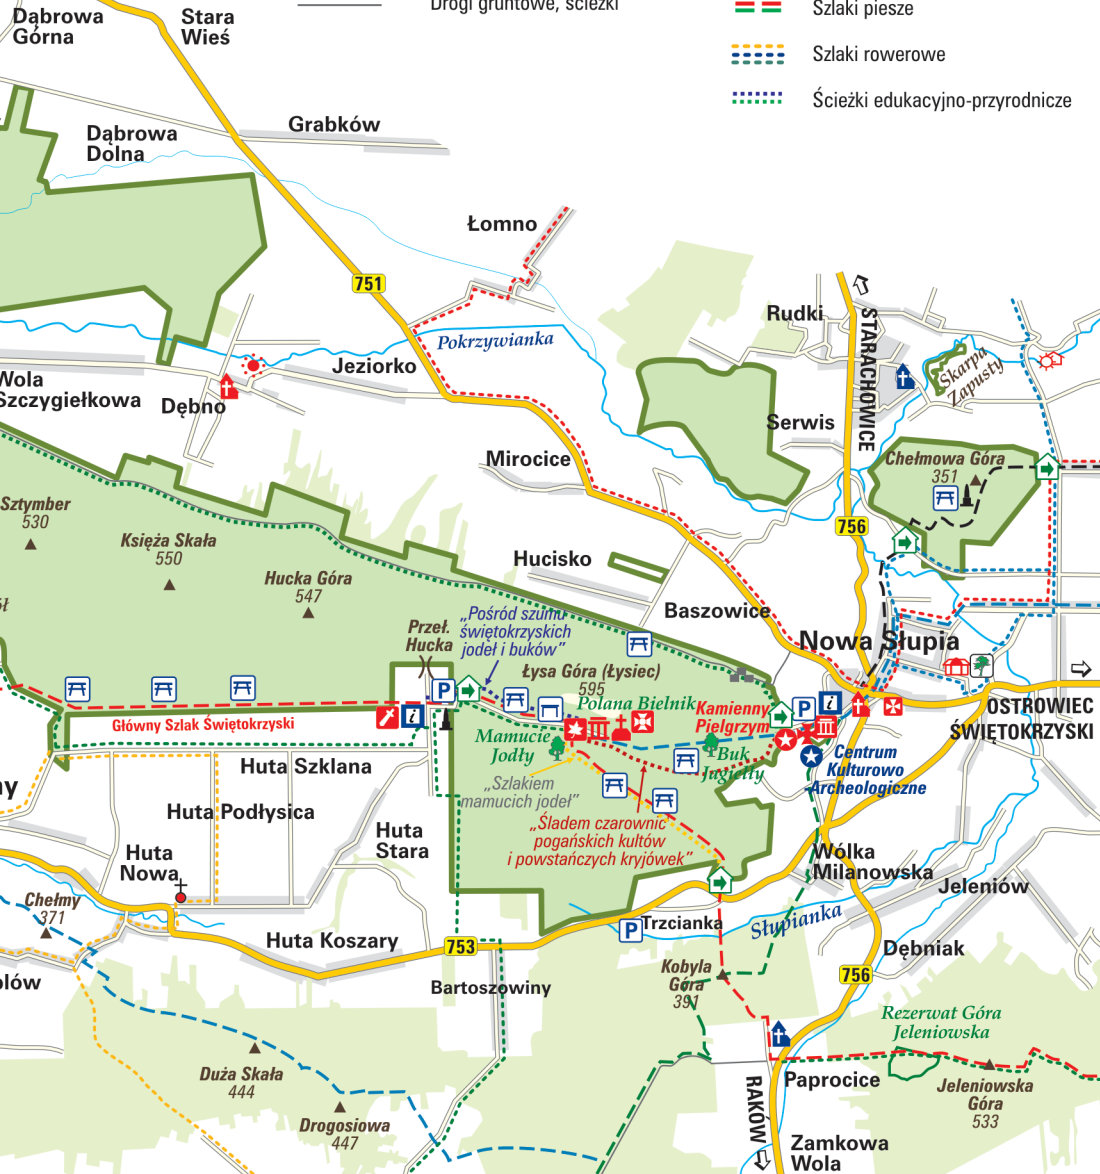 Drogi gruntowe, ścieżki
Szlaki piesze
Szlaki rowerowe
Ścieżki edukacyjno-przyrodnicze
Dąbrowa
Górna
Stara
Wieś
Grabków
Dąbrowa
Dolna
Łomno
751
Rudki
Pokrzywianka
STARACHOWICE
Skarpa
Zapusty
Jeziorko
Wola
Szczygiełkowa
Dębno
Serwis
Mirocice
Chełmowa Góra
351
Sztymber
530
756
Księża Skała
550
Hucisko
Hucka Góra
547
Baszowice
„Pośród szumu
świętokrzyskich
jodeł i buków”
Przeł.
Hucka
Nowa Słupia
Łysa Góra (Łysiec)
595
P
Polana Bielnik
Kamienny
Pielgrzym
P
i
i
OSTROWIEC
ŚWIĘTOKRZYSKI
Główny Szlak Świętokrzyski
Mamucie
Jodły
Buk
Jagiełły
Centrum
Kulturowo
Archeologiczne
Huta Szklana
„Szlakiem
mamucich jodeł”
ny
Huta Podłysica
„Śladem czarownic
pogańskich kultów
i powstańczych kryjówek”
Huta
Stara
Huta
Nowa
Wólka
Milanowska
Jeleniów
Chełmy
371
Trzcianka
P
Słupianka
Huta Koszary
753
Dębniak
Kobyla
Góra
391
756
lów
Bartoszowiny
Rezerwat Góra
Jeleniowska
Duża Skała
444
Paprocice
Jeleniowska
Góra
533
RAKÓW
Drogosiowa
447
Zamkowa
Wola